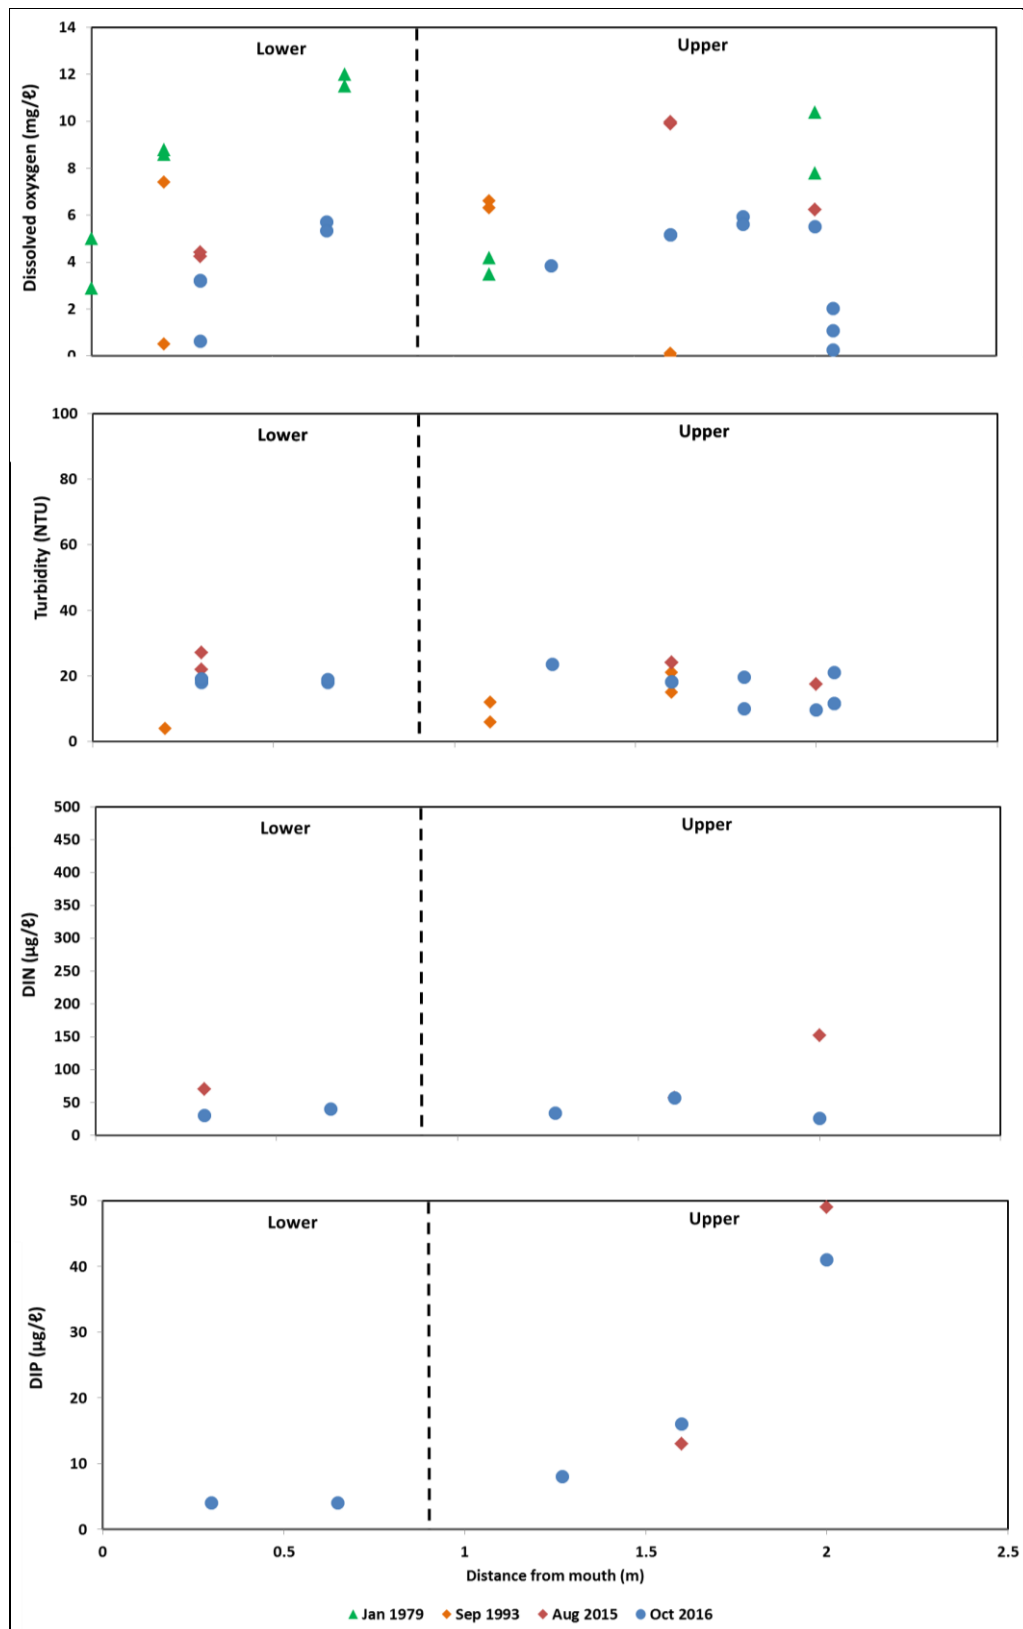 Dissolved oxyxgen (mg/ℓ)
14
12
10
8
6
4
2
0
Lower
Upper
Turbidity (NTU)
100
80
60
40
20
0
Lower
Upper
DIN (µg/ℓ)
500
450
400
350
300
250
200
150
100
50
0
Lower
Upper
DIP (µg/ℓ)
50
40
30
20
10
0
Lower
Upper
0 0.5 1 1.5 2 2.5
Distance from mouth (m)
Jan 1979 Sep 1993 Aug 2015 Oct 2016